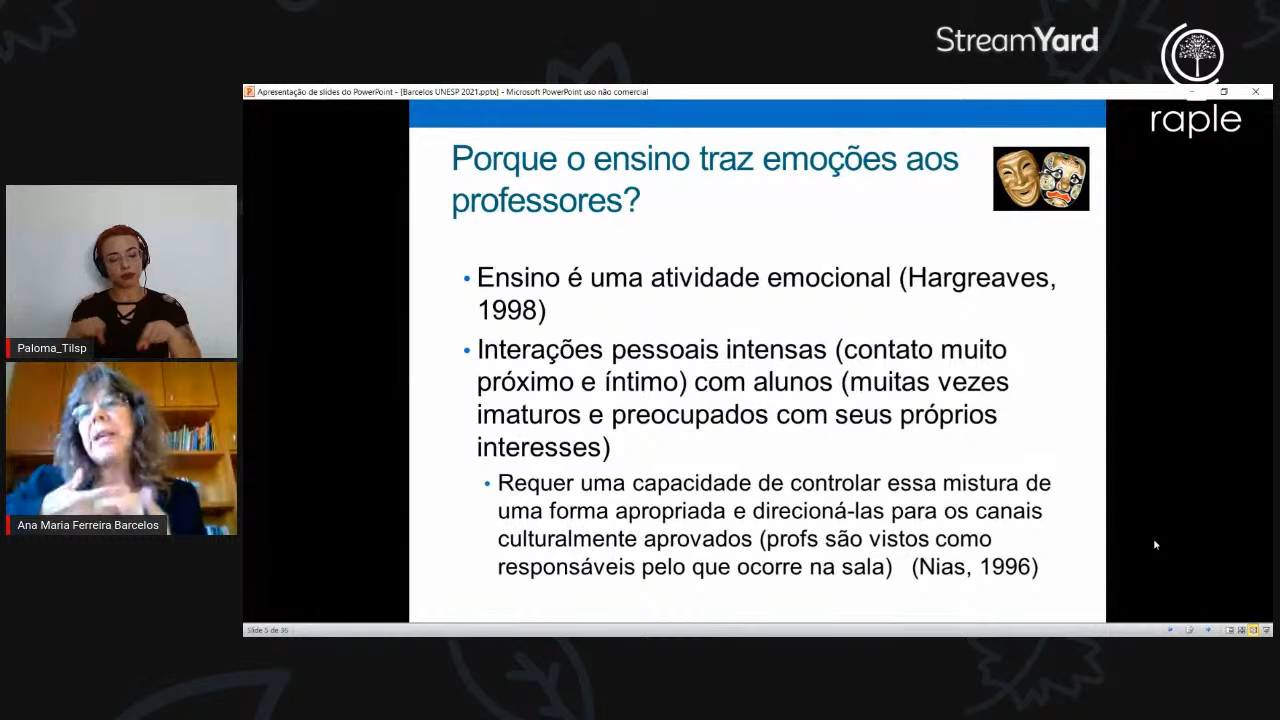 StreamYard
raple
Apresentação de slides do PowerPoint - [Barcelos UNESP 2021.pptx] - Microsoft PowerPoint uso não comercial
Porque o ensino traz emoções aos
professores?
• Ensino é uma atividade emocional (Hargreaves,
1998)
• Interações pessoais intensas (contato muito
próximo e íntimo) com alunos (muitas vezes
imaturos e preocupados com seus próprios
interesses)
• Requer uma capacidade de controlar essa mistura de
uma forma apropriada e direcioná-las para os canais
culturalmente aprovados (profs são vistos como
responsáveis pelo que ocorre na sala) (Nias, 1996)
Paloma_Tilsp
Ana Maria Ferreira Barcelos
Slide 5 de 36